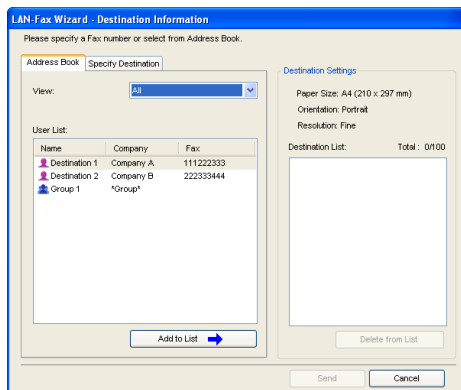 LAN-Fax Wizard - Destination Information
Please specify a Fax number or select from Address Book.
Address Book Specify Destination
View: All
User List:
Name Company Fax
Destination 1 Company A 111222333
Destination 2 Company B 222333444
Group 1 *Group*
Add to List
Destination Settings
Paper Size: A4 (210 x 297 mm)
Orientation: Portrait
Resolution: Fine
Destination List: Total : 0/100
Delete from List
Send Cancel